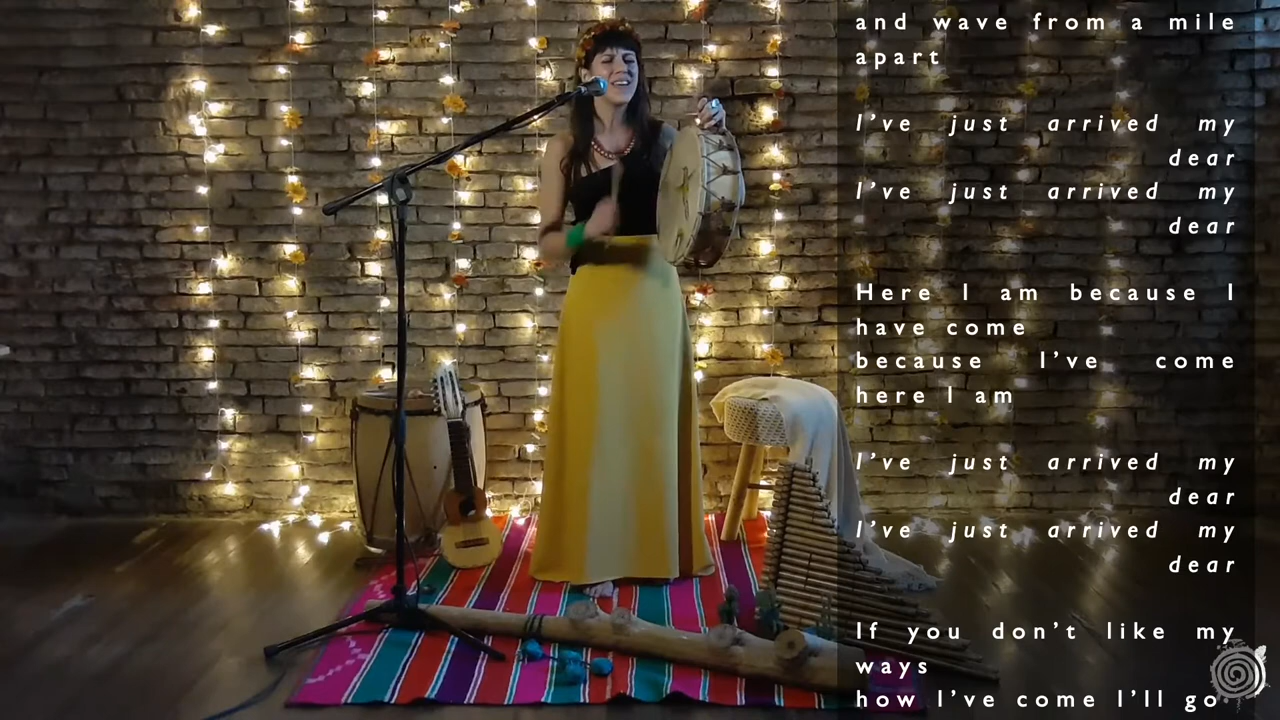 and wave from a mile
apart
I've just arrived my
dear
I've just arrived my
dear
Here I am because I
have come
because I've come
here I am
I've just arrived my
dear
I've just arrived my
dear
If you don't like my
ways
how I've come I'll go